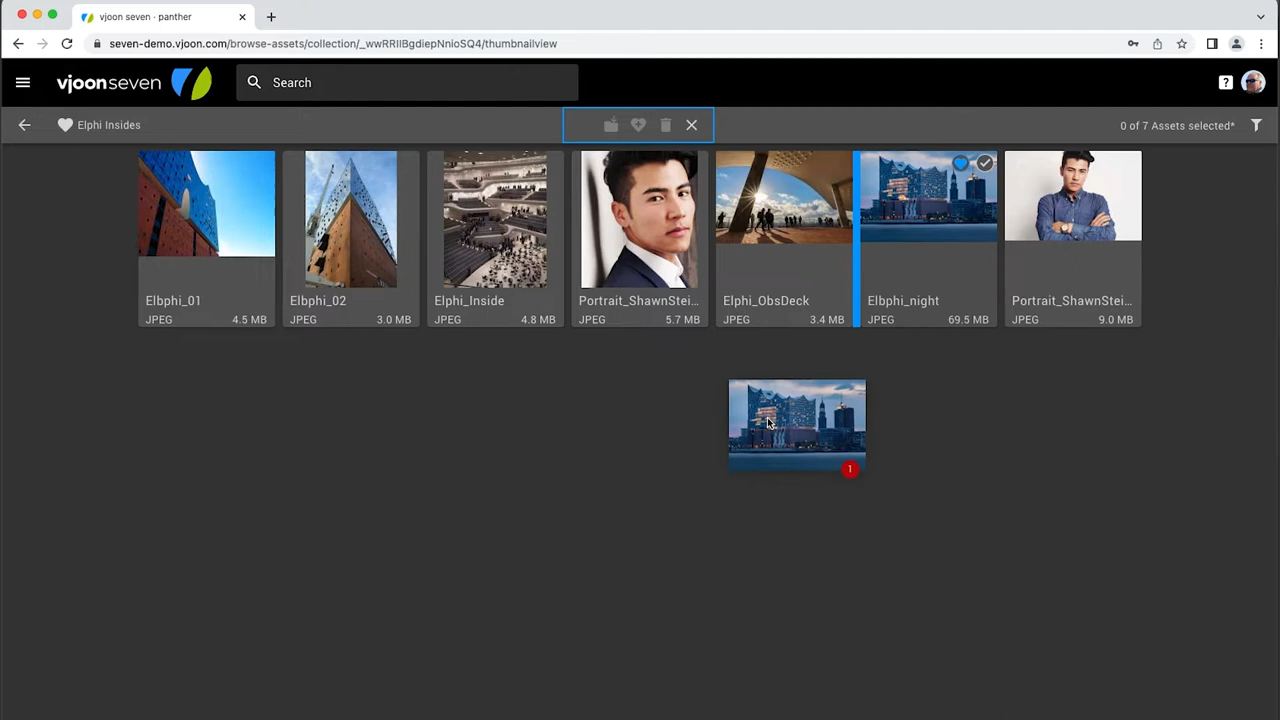 vjoon seven - panther
seven-demo.vjoon.com/browse-assets/collection/_wwRRIIBgdiepNnioSQ4/thumbnailview
vjoonseven
Search
?
Elphi Insides
0 of 7 Assets selected*
Elbphi_01
JPEG 4.5 MB
Elbphi_02
JPEG 3.0 MB
Elphi_Inside
JPEG 4.8 MB
Portrait_ShawnStei...
JPEG 5.7 MB
Elphi_ObsDeck
JPEG 3.4 MB
Elbphi_night
JPEG 69.5 MB
Portrait_ShawnStei...
JPEG 9.0 MB
1